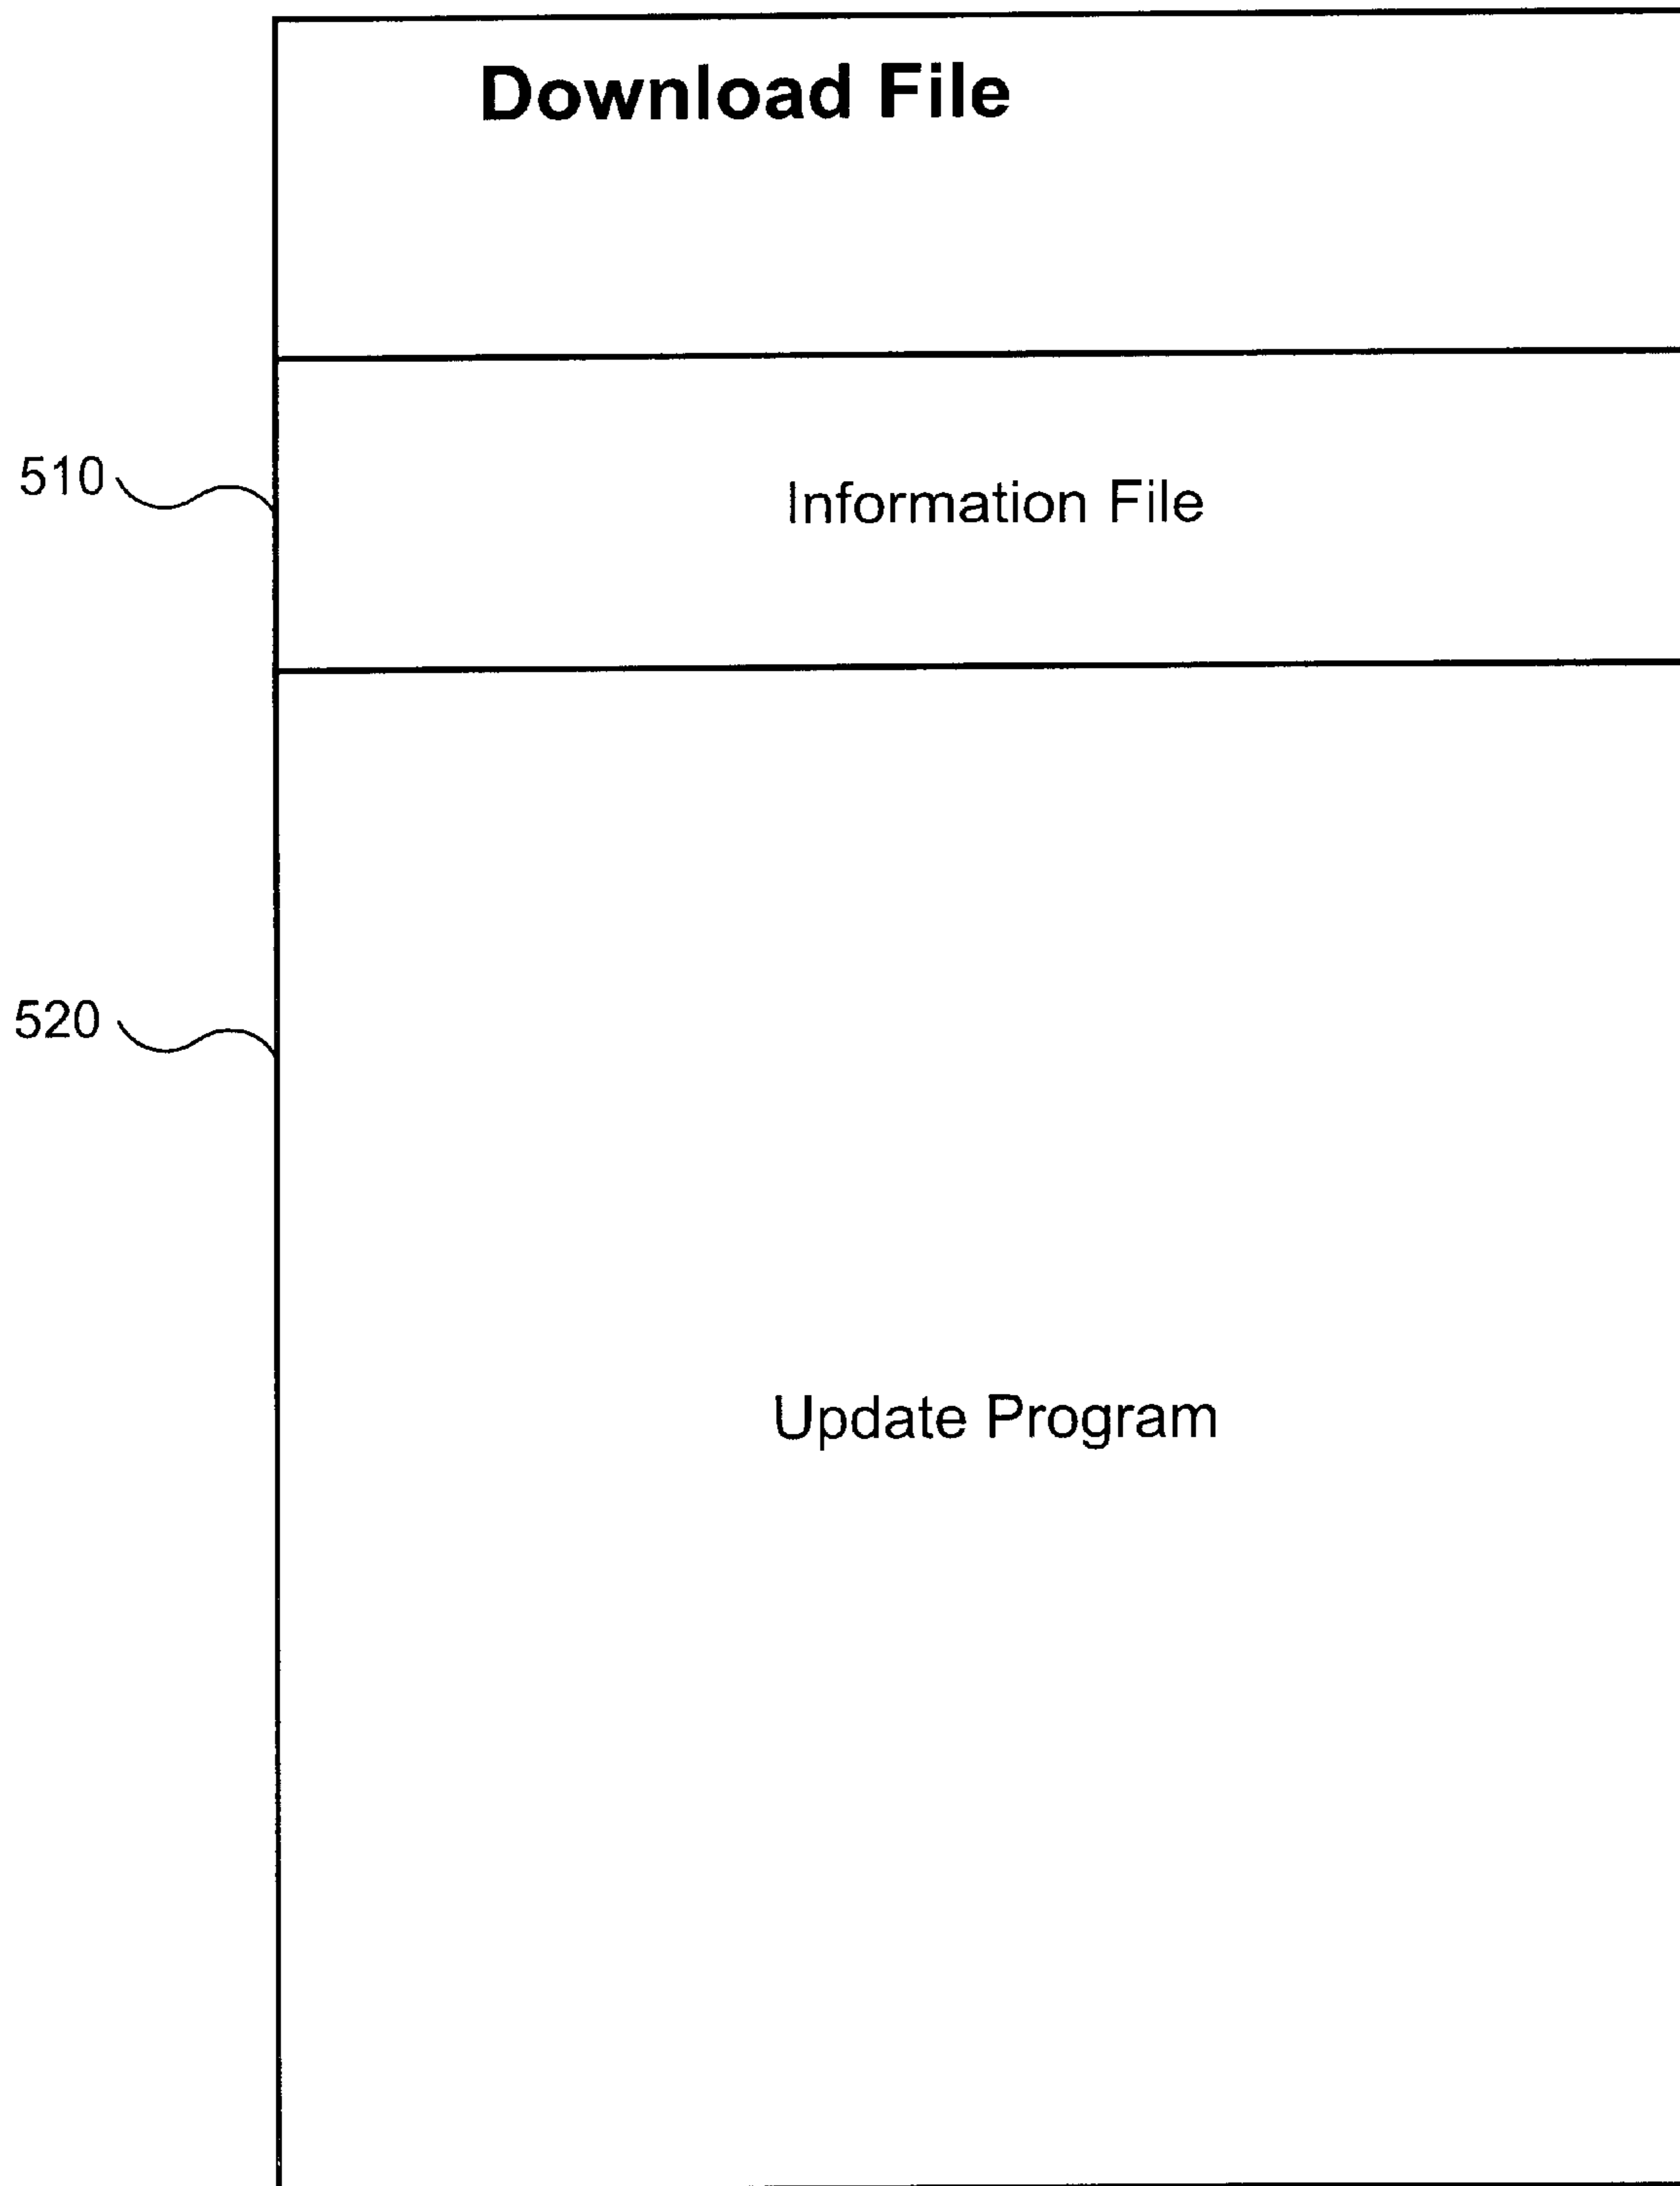 Download File
510
Information File
520
Update Program